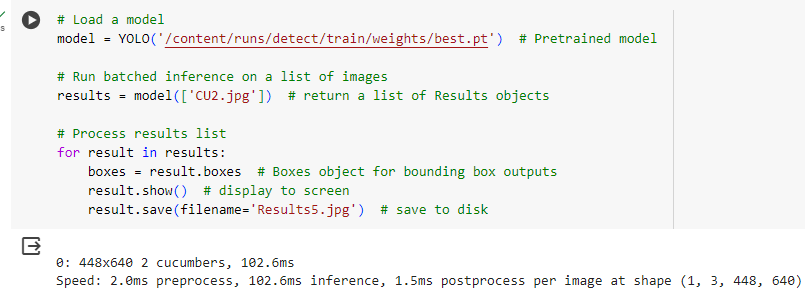 # Load a model
model = YOLO('/content/runs/detect/train/weights/best.pt')  # Pretrained model
# Run batched inference on a list of images
results = model(['CU2.jpg'])  # return a list of Results objects
# Process results list
for result in results:
    boxes = result.boxes  # Boxes object for bounding box outputs
    result.show()  # display to screen
    result.save(filename='Results5.jpg')  # save to disk
0: 448x640 2 cucumbers, 102.6ms
Speed: 2.0ms preprocess, 102.6ms inference, 1.5ms postprocess per image at shape (1, 3, 448, 640)